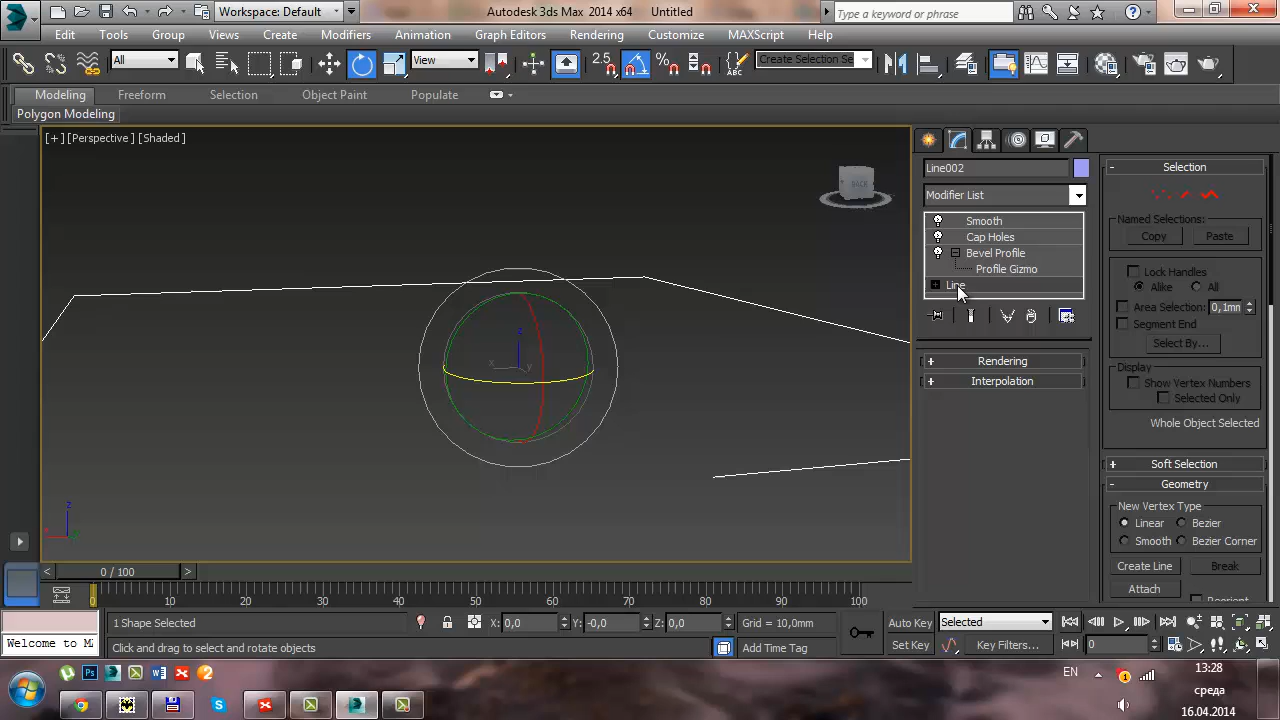 Workspace: Default
Autodesk 3ds Max 2014 x64 Untitled
Type a keyword or phrase
Edit Tools Group Views Create Modifiers Animation Graph Editors Rendering Customize MAXScript Help
All
View
2.5
Create Selection Se
Modeling Freeform Selection Object Paint Populate
Polygon Modeling
[+] [Perspective] [Shaded]
BACK
z
x
y
z
Line002
Modifier List
Smooth
Cap Holes
Bevel Profile
Profile Gizmo
Line
Rendering
Interpolation
Selection
Named Selections:
Copy Paste
Lock Handles
Alike All
Area Selection: 0,1mn
Segment End
Select By...
Display
Show Vertex Numbers
Selected Only
Whole Object Selected
Soft Selection
Geometry
New Vertex Type
Linear Bezier
Smooth Bezier Corner
Create Line Break
Attach
Reorient
< 0 / 100 >
0 10 20 30 40 50 60 70 80 90 100
1 Shape Selected
X: 0,0 Y: -0,0 Z: 0,0
Grid = 10,0mm
Auto Key Selected
Welcome to M
Click and drag to select and rotate objects
Add Time Tag
Set Key Key Filters...
0
EN
13:28
среда
16.04.2014